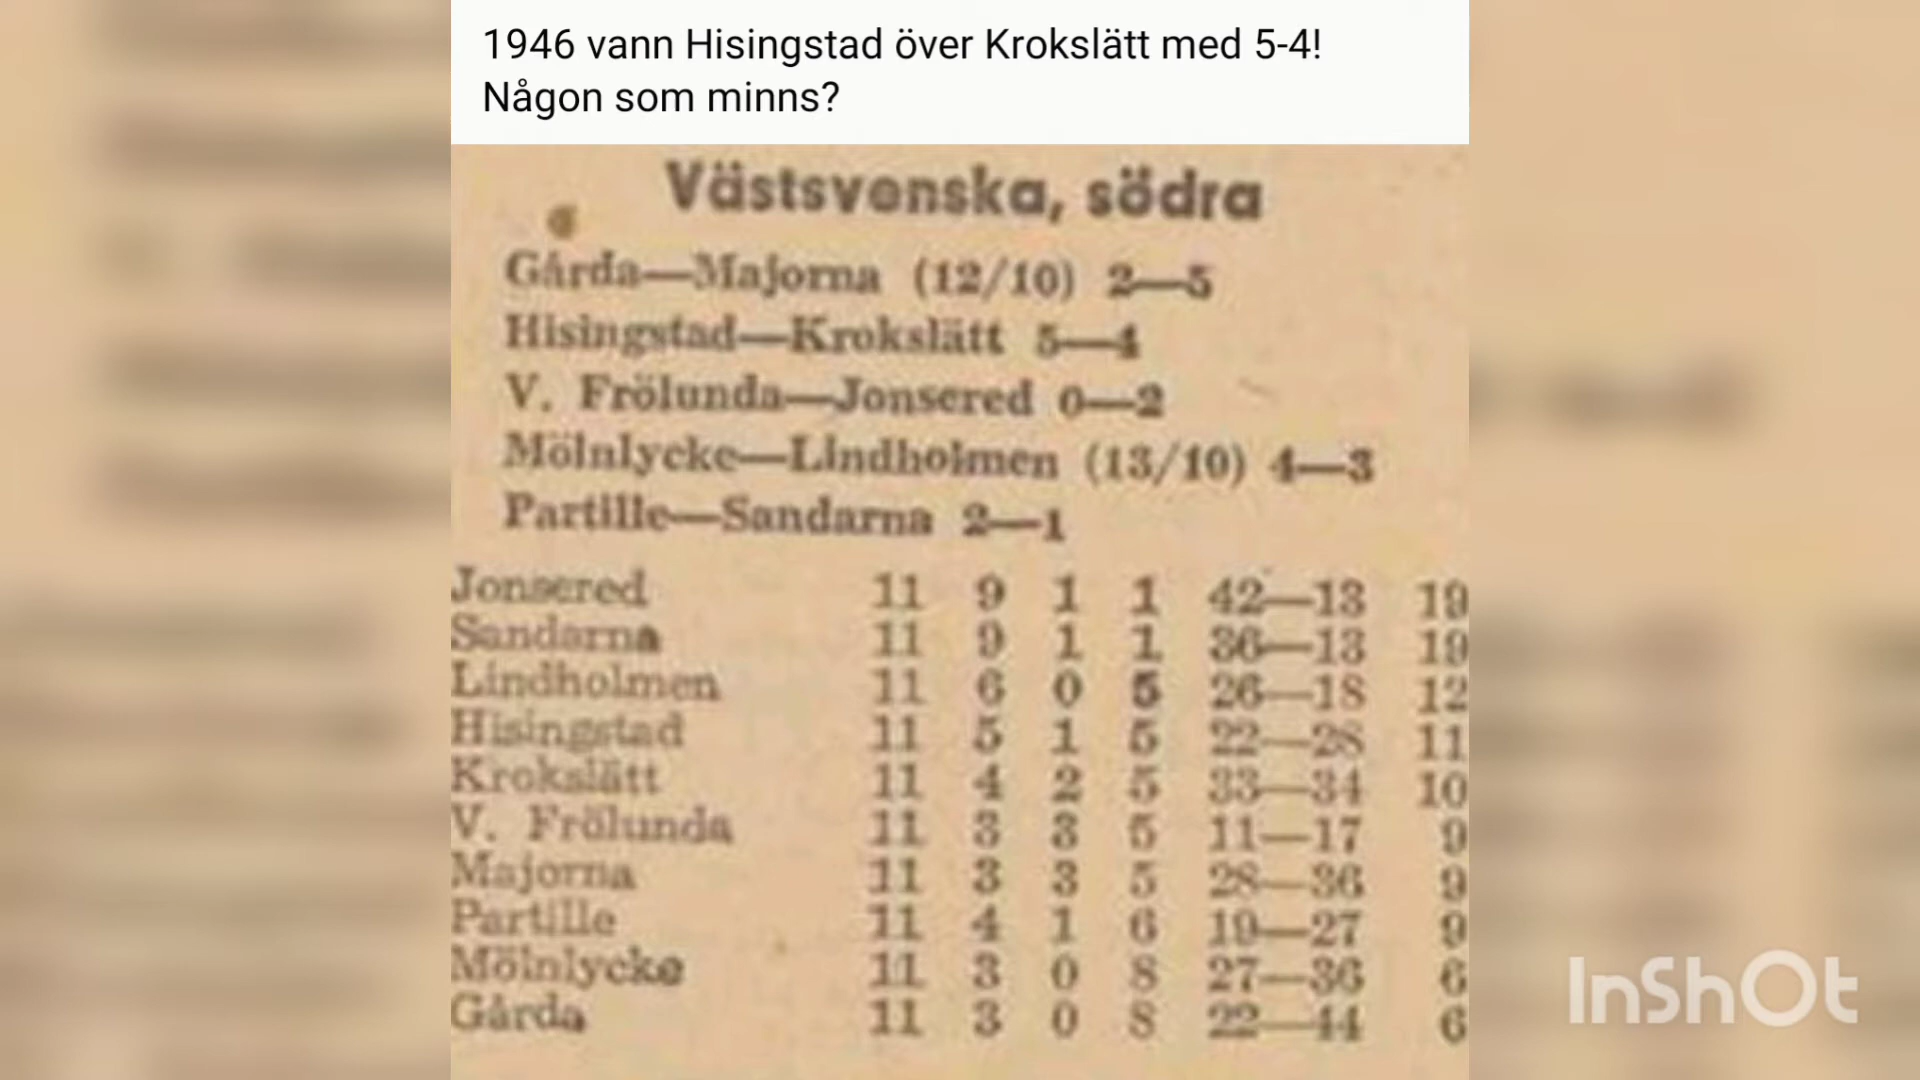 1946 vann Hisingstad över Krokslätt med 5-4!
Någon som minns?
Västsvenska, södra
Gårda—Majorna (12/10) 2—5
Hisingstad—Krokslätt 5—4
V. Frölunda—Jonsered 0—2
Mölnlycke—Lindholmen (13/10) 4—3
Partille—Sandarna 2—1
Jonsered 11 9 1 1 42—13 19
Sandarna 11 9 1 1 36—13 19
Lindholmen 11 6 0 5 26—18 12
Hisingstad 11 5 1 5 22—28 11
Krokslätt 11 4 2 5 33—34 10
V. Frölunda 11 3 3 5 11—17 9
Majorna 11 3 3 5 28—36 9
Partille 11 4 1 6 19—27 9
Mölnlycke 11 3 0 8 27—36 6
Gårda 11 3 0 8 22—44 6
InShOt